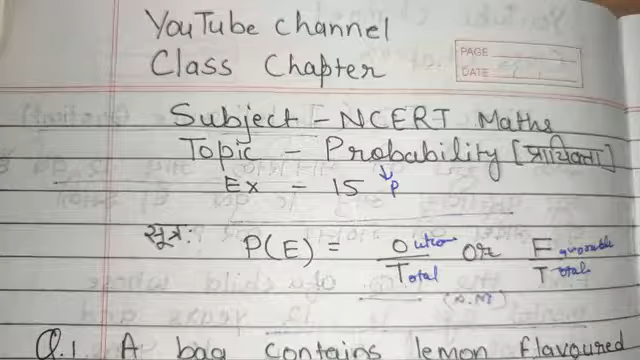 YouTube channel
Class Chapter
PAGE
DATE
Subject - NCERT Maths
Topic - Probability [प्रायिकता]
Ex - 15 ↓P
सूत्र: P(E) = Outcom/Total Or Favourable/Total
Q.1 A bag contains lemon flavoured